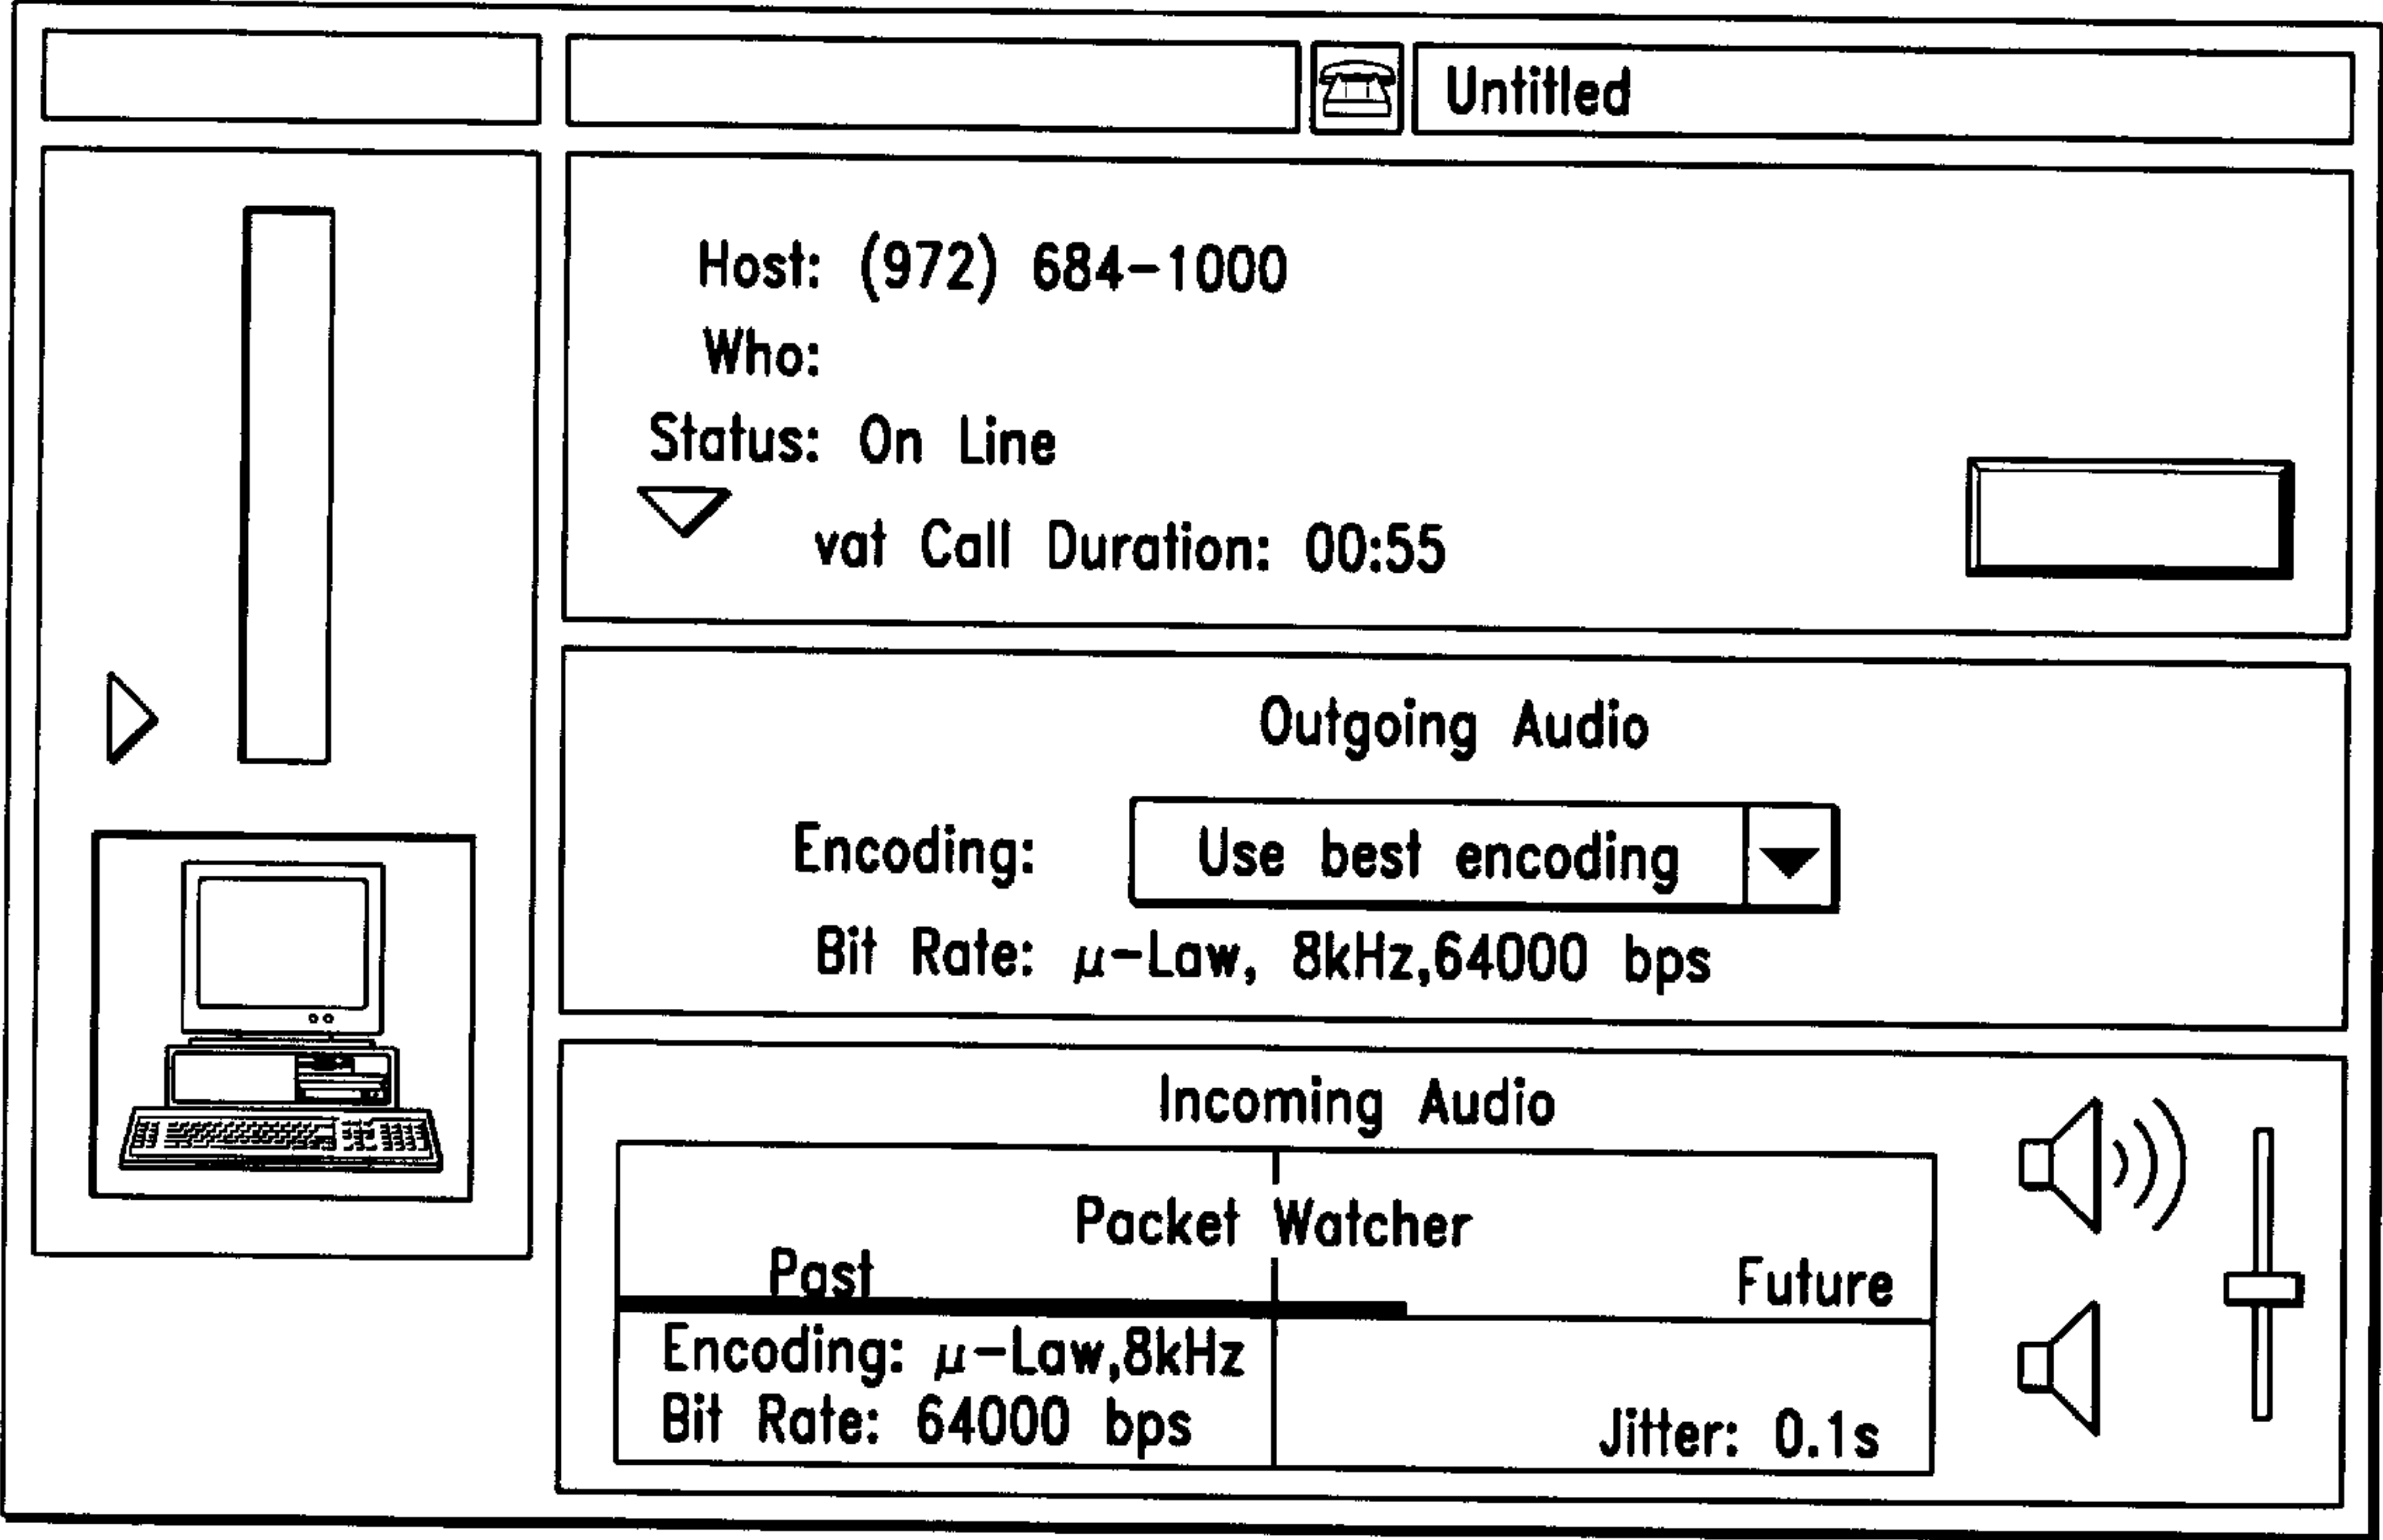 Untitled
Host: (972) 684-1000
Who:
Status: On Line
vat Call Duration: 00:55
Outgoing Audio
Encoding: Use best encoding
Bit Rate: μ-Law, 8kHz,64000 bps
Incoming Audio
Packet Watcher
Past Future
Encoding: μ-Law,8kHz
Bit Rate: 64000 bps
Jitter: 0.1s